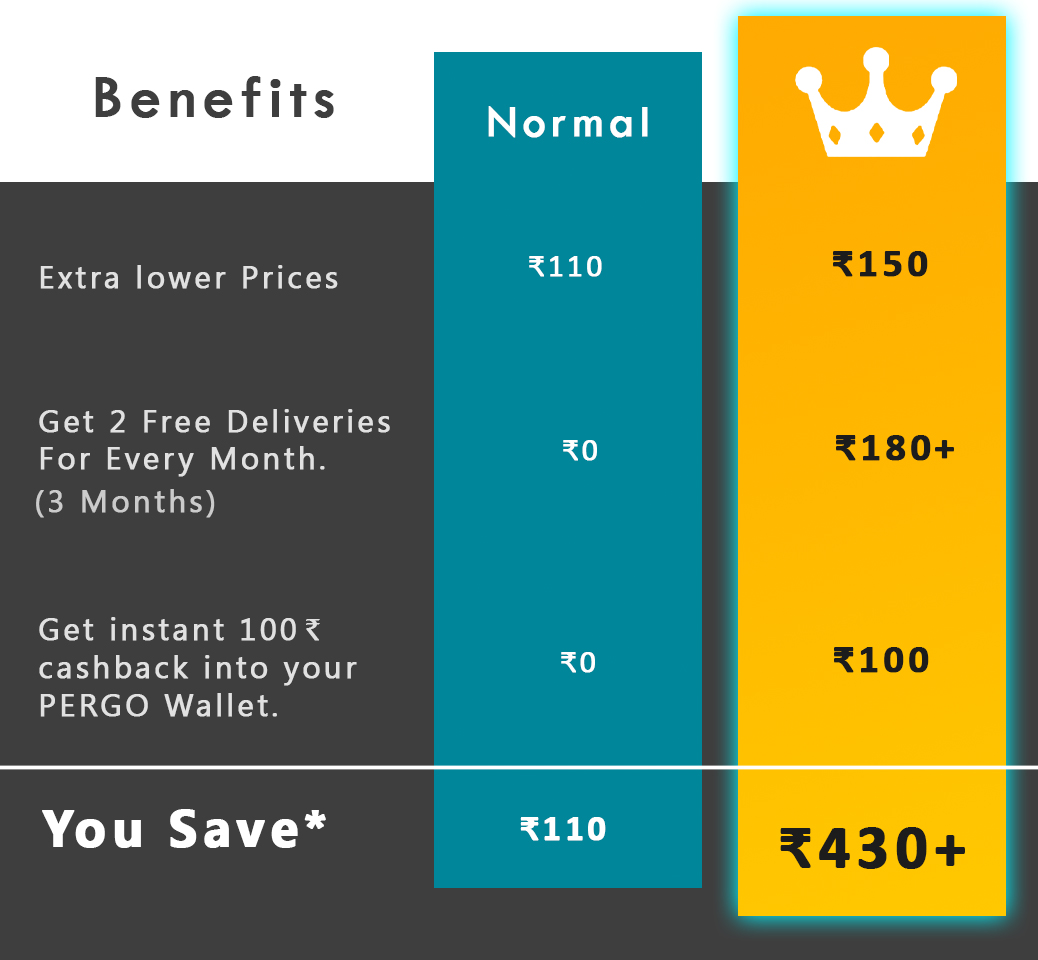 Benefits
Normal
Extra lower Prices
₹110
₹150
Get 2 Free Deliveries
For Every Month.
(3 Months)
₹0
₹180+
Get instant 100₹
cashback into your
PERGO Wallet.
₹0
₹100
You Save*
₹110
₹430+